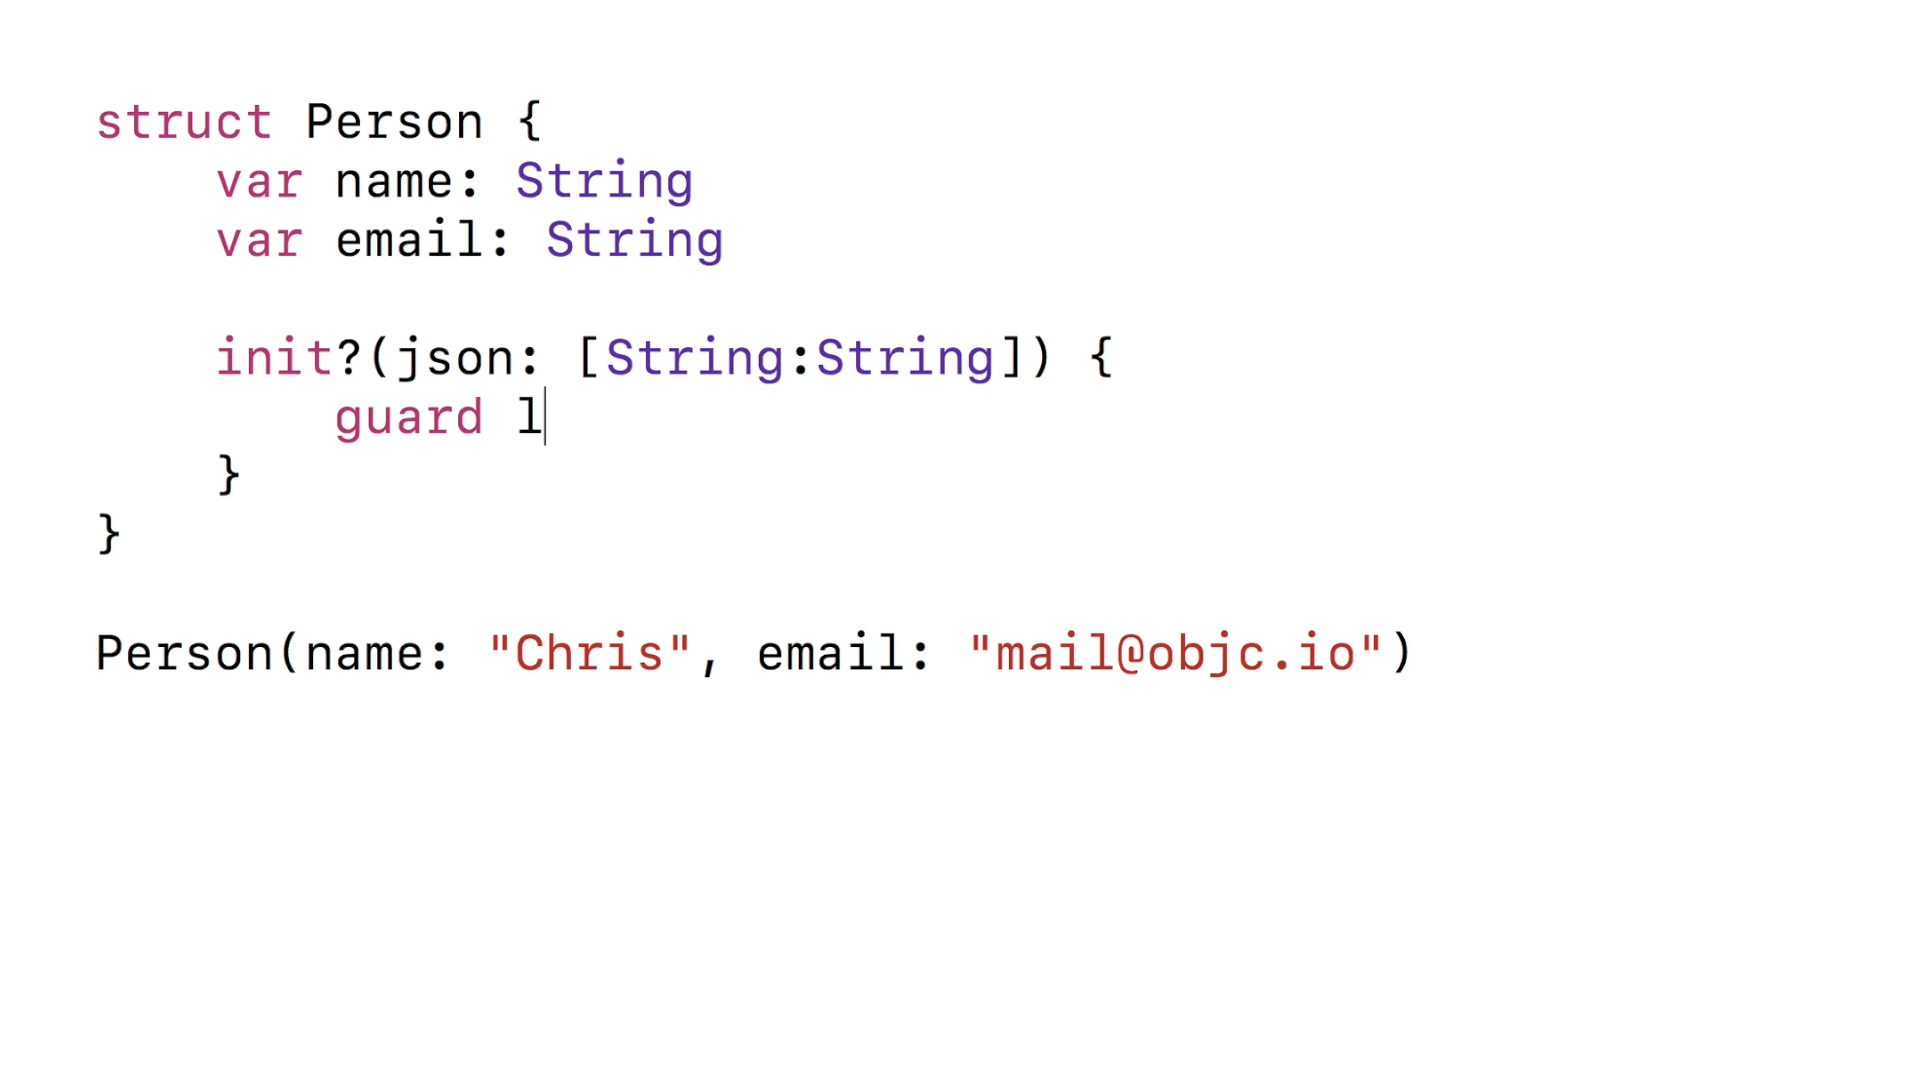 struct Person {
    var name: String
    var email: String

    init?(json: [String:String]) {
        guard l
    }
}

Person(name: "Chris", email: "mail@objc.io")